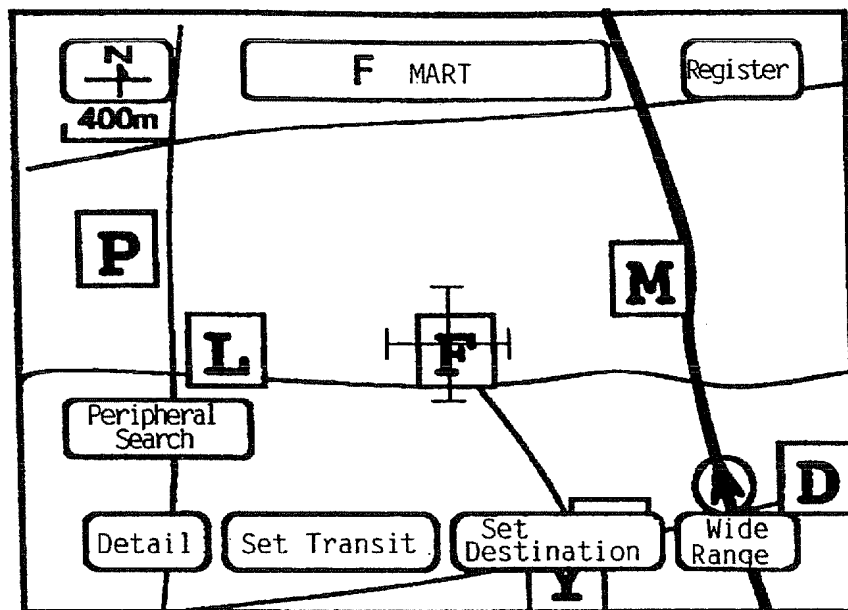 N
F MART
Register
400m
P
M
L
F
Peripheral
Search
D
Detail
Set Transit
Set
Destination
Wide
Range
Y